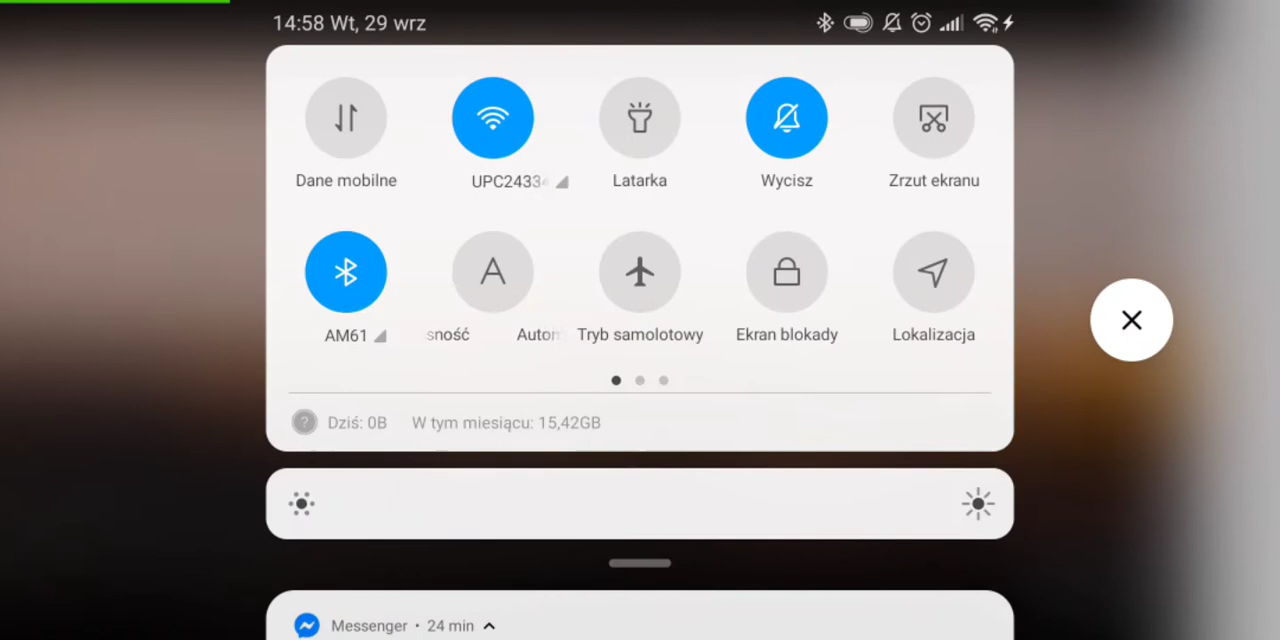 14:58 Wt, 29 wrz
Dane mobilne
UPC2433
Latarka
Wycisz
Zrzut ekranu
AM61
sność Autom
Tryb samolotowy
Ekran blokady
Lokalizacja
Dziś: 0B W tym miesiącu: 15,42GB
Messenger • 24 min